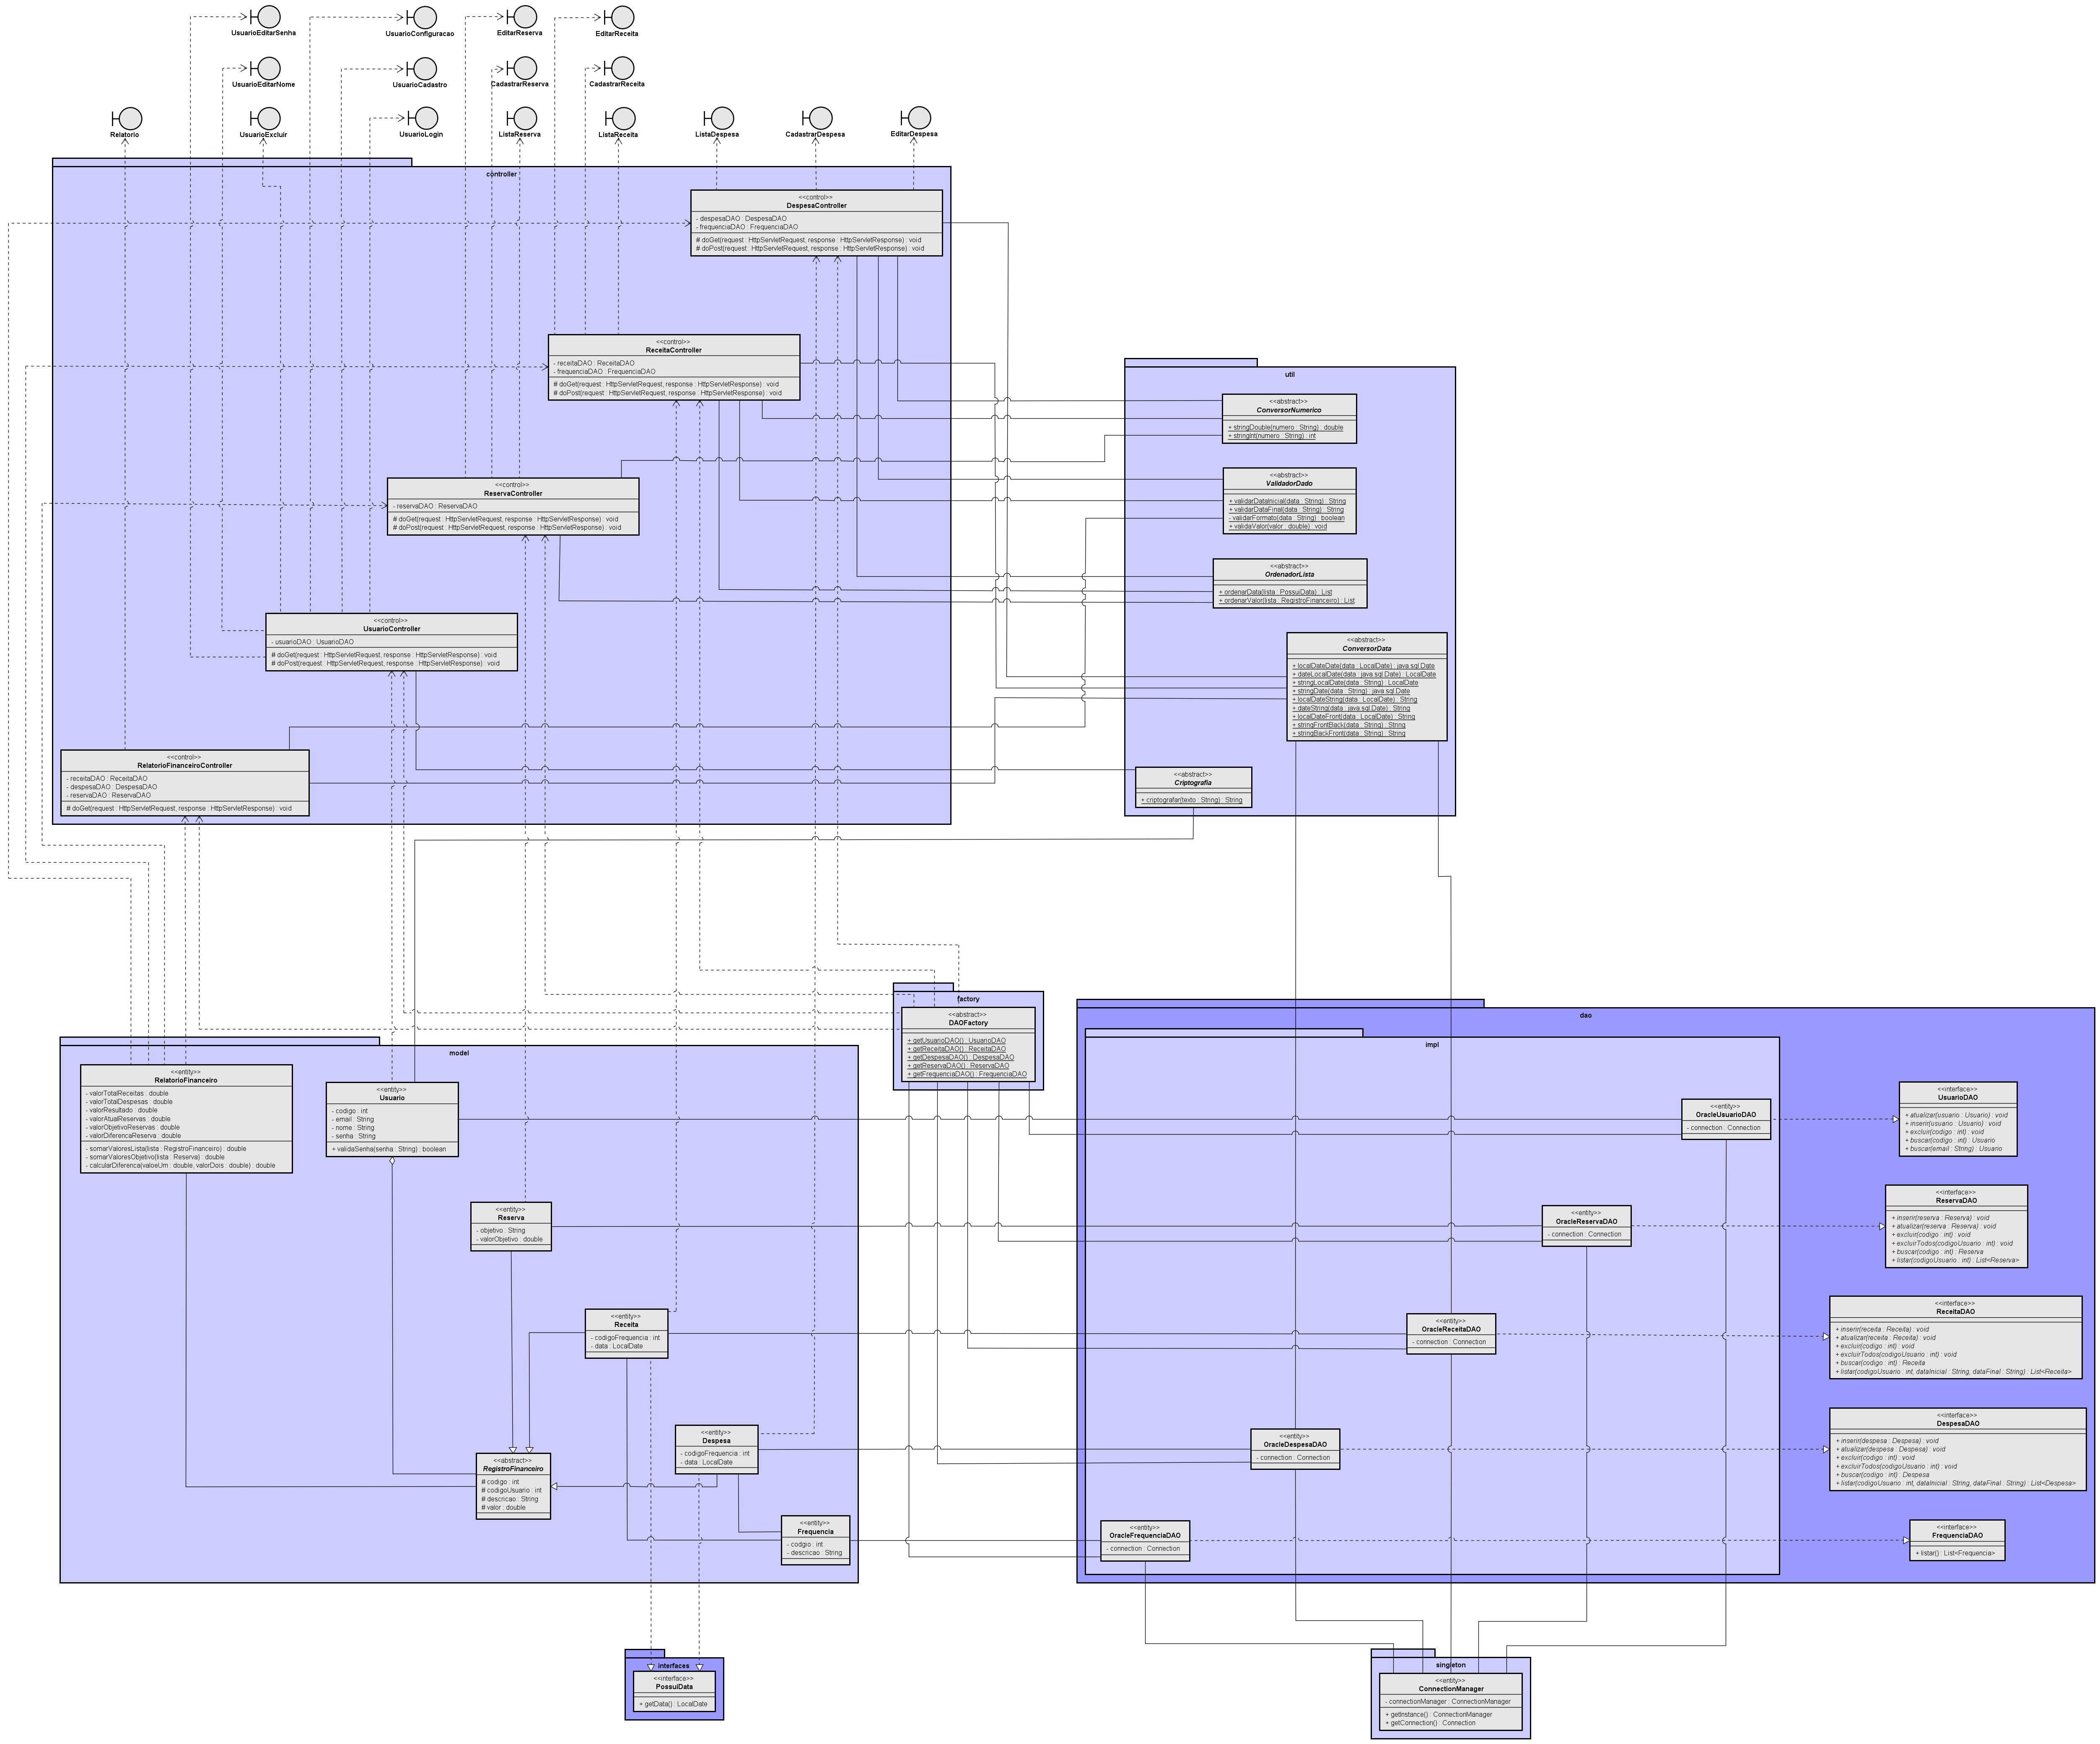 UsuarioEditarSenha
UsuarioConfiguracao
EditarReserva
EditarReceita
UsuarioEditarNome
UsuarioCadastro
CadastrarReserva
CadastrarReceita
Relatorio
UsuarioExcluir
UsuarioLogin
ListaReserva
ListaReceita
ListaDespesa
CadastrarDespesa
EditarDespesa
controller
<<control>>
DespesaController
- despesaDAO : DespesaDAO
- frequenciaDAO : FrequenciaDAO
# doGet(request : HttpServletRequest, response : HttpServletResponse) : void
# doPost(request : HttpServletRequest, response : HttpServletResponse) : void
<<control>>
ReceitaController
- receitaDAO : ReceitaDAO
- frequenciaDAO : FrequenciaDAO
# doGet(request : HttpServletRequest, response : HttpServletResponse) : void
# doPost(request : HttpServletRequest, response : HttpServletResponse) : void
<<control>>
ReservaController
- reservaDAO : ReservaDAO
# doGet(request : HttpServletRequest, response : HttpServletResponse) : void
# doPost(request : HttpServletRequest, response : HttpServletResponse) : void
<<control>>
UsuarioController
- usuarioDAO : UsuarioDAO
# doGet(request : HttpServletRequest, response : HttpServletResponse) : void
# doPost(request : HttpServletRequest, response : HttpServletResponse) : void
<<control>>
RelatorioFinanceiroController
- receitaDAO : ReceitaDAO
- despesaDAO : DespesaDAO
- reservaDAO : ReservaDAO
# doGet(request : HttpServletRequest, response : HttpServletResponse) : void
util
<<abstract>>
ConversorNumerico
+ stringDouble(numero : String) : double
+ stringInt(numero : String) : int
<<abstract>>
ValidadorDado
+ validarDataInicial(data : String) : String
+ validarDataFinal(data : String) : String
- validarFormato(data : String) : boolean
+ validaValor(valor : double) : void
<<abstract>>
OrdenadorLista
+ ordenarData(lista : PossuiData) : List
+ ordenarValor(lista : RegistroFinanceiro) : List
<<abstract>>
ConversorData
+ localDateDate(data : LocalDate) : java.sql.Date
+ dateLocalDate(data : java.sql.Date) : LocalDate
+ stringLocalDate(data : String) : LocalDate
+ stringDate(data : String) : java.sql.Date
+ localDateString(data : LocalDate) : String
+ dateString(data : java.sql.Date) : String
+ localDateFront(data : LocalDate) : String
+ stringFrontBack(data : String) : String
+ stringBackFront(data : String) : String
<<abstract>>
Criptografia
+ criptografar(texto : String) : String
factory
<<abstract>>
DAOFactory
+ getUsuarioDAO() : UsuarioDAO
+ getReceitaDAO() : ReceitaDAO
+ getDespesaDAO() : DespesaDAO
+ getReservaDAO() : ReservaDAO
+ getFrequenciaDAO() : FrequenciaDAO
model
<<entity>>
RelatorioFinanceiro
- valorTotalReceitas : double
- valorTotalDespesas : double
- valorResultado : double
- valorAtualReservas : double
- valorObjetivoReservas : double
- valorDiferencaReserva : double
- somarValoresLista(lista : RegistroFinanceiro) : double
- somarValoresObjetivo(lista : Reserva) : double
- calcularDiferenca(valoeUm : double, valorDois : double) : double
<<entity>>
Usuario
- codigo : int
- email : String
- nome : String
- senha : String
+ validaSenha(senha : String) : boolean
<<entity>>
Reserva
- objetivo : String
- valorObjetivo : double
<<entity>>
Receita
- codigoFrequencia : int
- data : LocalDate
<<entity>>
Despesa
- codigoFrequencia : int
- data : LocalDate
<<abstract>>
RegistroFinanceiro
# codigo : int
# codigoUsuario : int
# descricao : String
# valor : double
<<entity>>
Frequencia
- codgio : int
- descricao : String
dao
impl
<<entity>>
OracleUsuarioDAO
- connection : Connection
<<entity>>
OracleReservaDAO
- connection : Connection
<<entity>>
OracleReceitaDAO
- connection : Connection
<<entity>>
OracleDespesaDAO
- connection : Connection
<<entity>>
OracleFrequenciaDAO
- connection : Connection
<<interface>>
UsuarioDAO
+ atualizar(usuario : Usuario) : void
+ inserir(usuario : Usuario) : void
+ excluir(codigo : int) : void
+ buscar(codigo : int) : Usuario
+ buscar(email : String) : Usuario
<<interface>>
ReservaDAO
+ inserir(reserva : Reserva) : void
+ atualizar(reserva : Reserva) : void
+ excluir(codigo : int) : void
+ excluirTodos(codigoUsuario : int) : void
+ buscar(codigo : int) : Reserva
+ listar(codigoUsuario : int) : List<Reserva>
<<interface>>
ReceitaDAO
+ inserir(receita : Receita) : void
+ atualizar(receita : Receita) : void
+ excluir(codigo : int) : void
+ excluirTodos(codigoUsuario : int) : void
+ buscar(codigo : int) : Receita
+ listar(codigoUsuario : int, dataInicial : String, dataFinal : String) : List<Receita>
<<interface>>
DespesaDAO
+ inserir(despesa : Despesa) : void
+ atualizar(despesa : Despesa) : void
+ excluir(codigo : int) : void
+ excluirTodos(codigoUsuario : int) : void
+ buscar(codigo : int) : Despesa
+ listar(codigoUsuario : int, dataInicial : String, dataFinal : String) : List<Despesa>
<<interface>>
FrequenciaDAO
+ listar() : List<Frequencia>
interfaces
<<interface>>
PossuiData
+ getData() : LocalDate
singleton
<<entity>>
ConnectionManager
- connectionManager : ConnectionManager
+ getInstance() : ConnectionManager
+ getConnection() : Connection